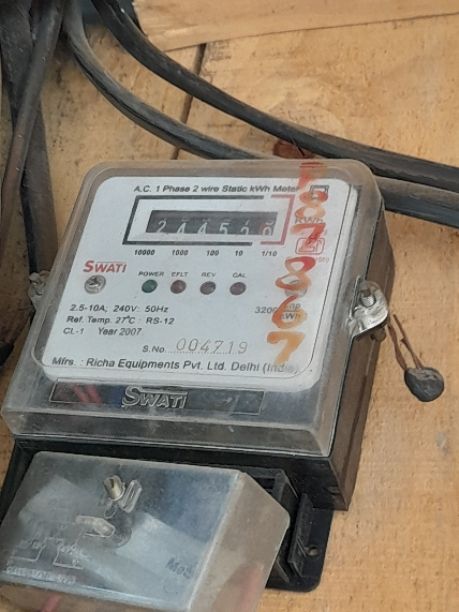 A.C. 1 Phase 2 wire Static kWh Meter
10000 1000 100 10 1/10
SWATI
POWER EFLT REV CAL
2.5-10A; 240V: 50Hz
Ref. Temp. 27°C : RS-12
CL-1 Year 2007
S.No. 004719
Mfrs. : Richa Equipments Pvt. Ltd. Delhi (India)
SWATI